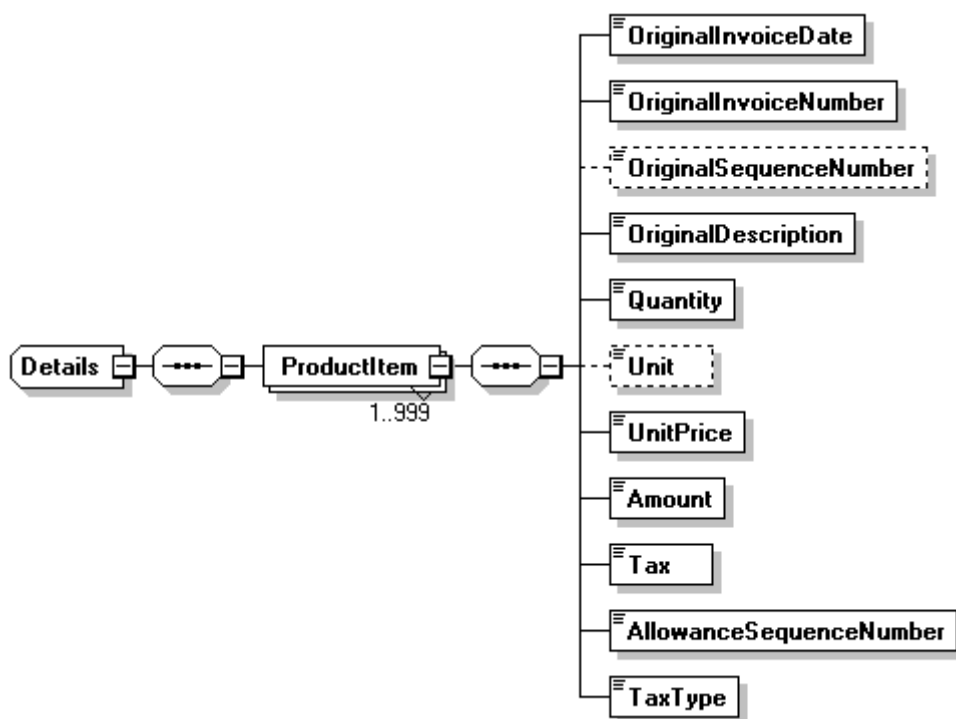 OriginalInvoiceDate
OriginalInvoiceNumber
OriginalSequenceNumber
OriginalDescription
Quantity
Details
ProductItem
1..999
Unit
UnitPrice
Amount
Tax
AllowanceSequenceNumber
TaxType